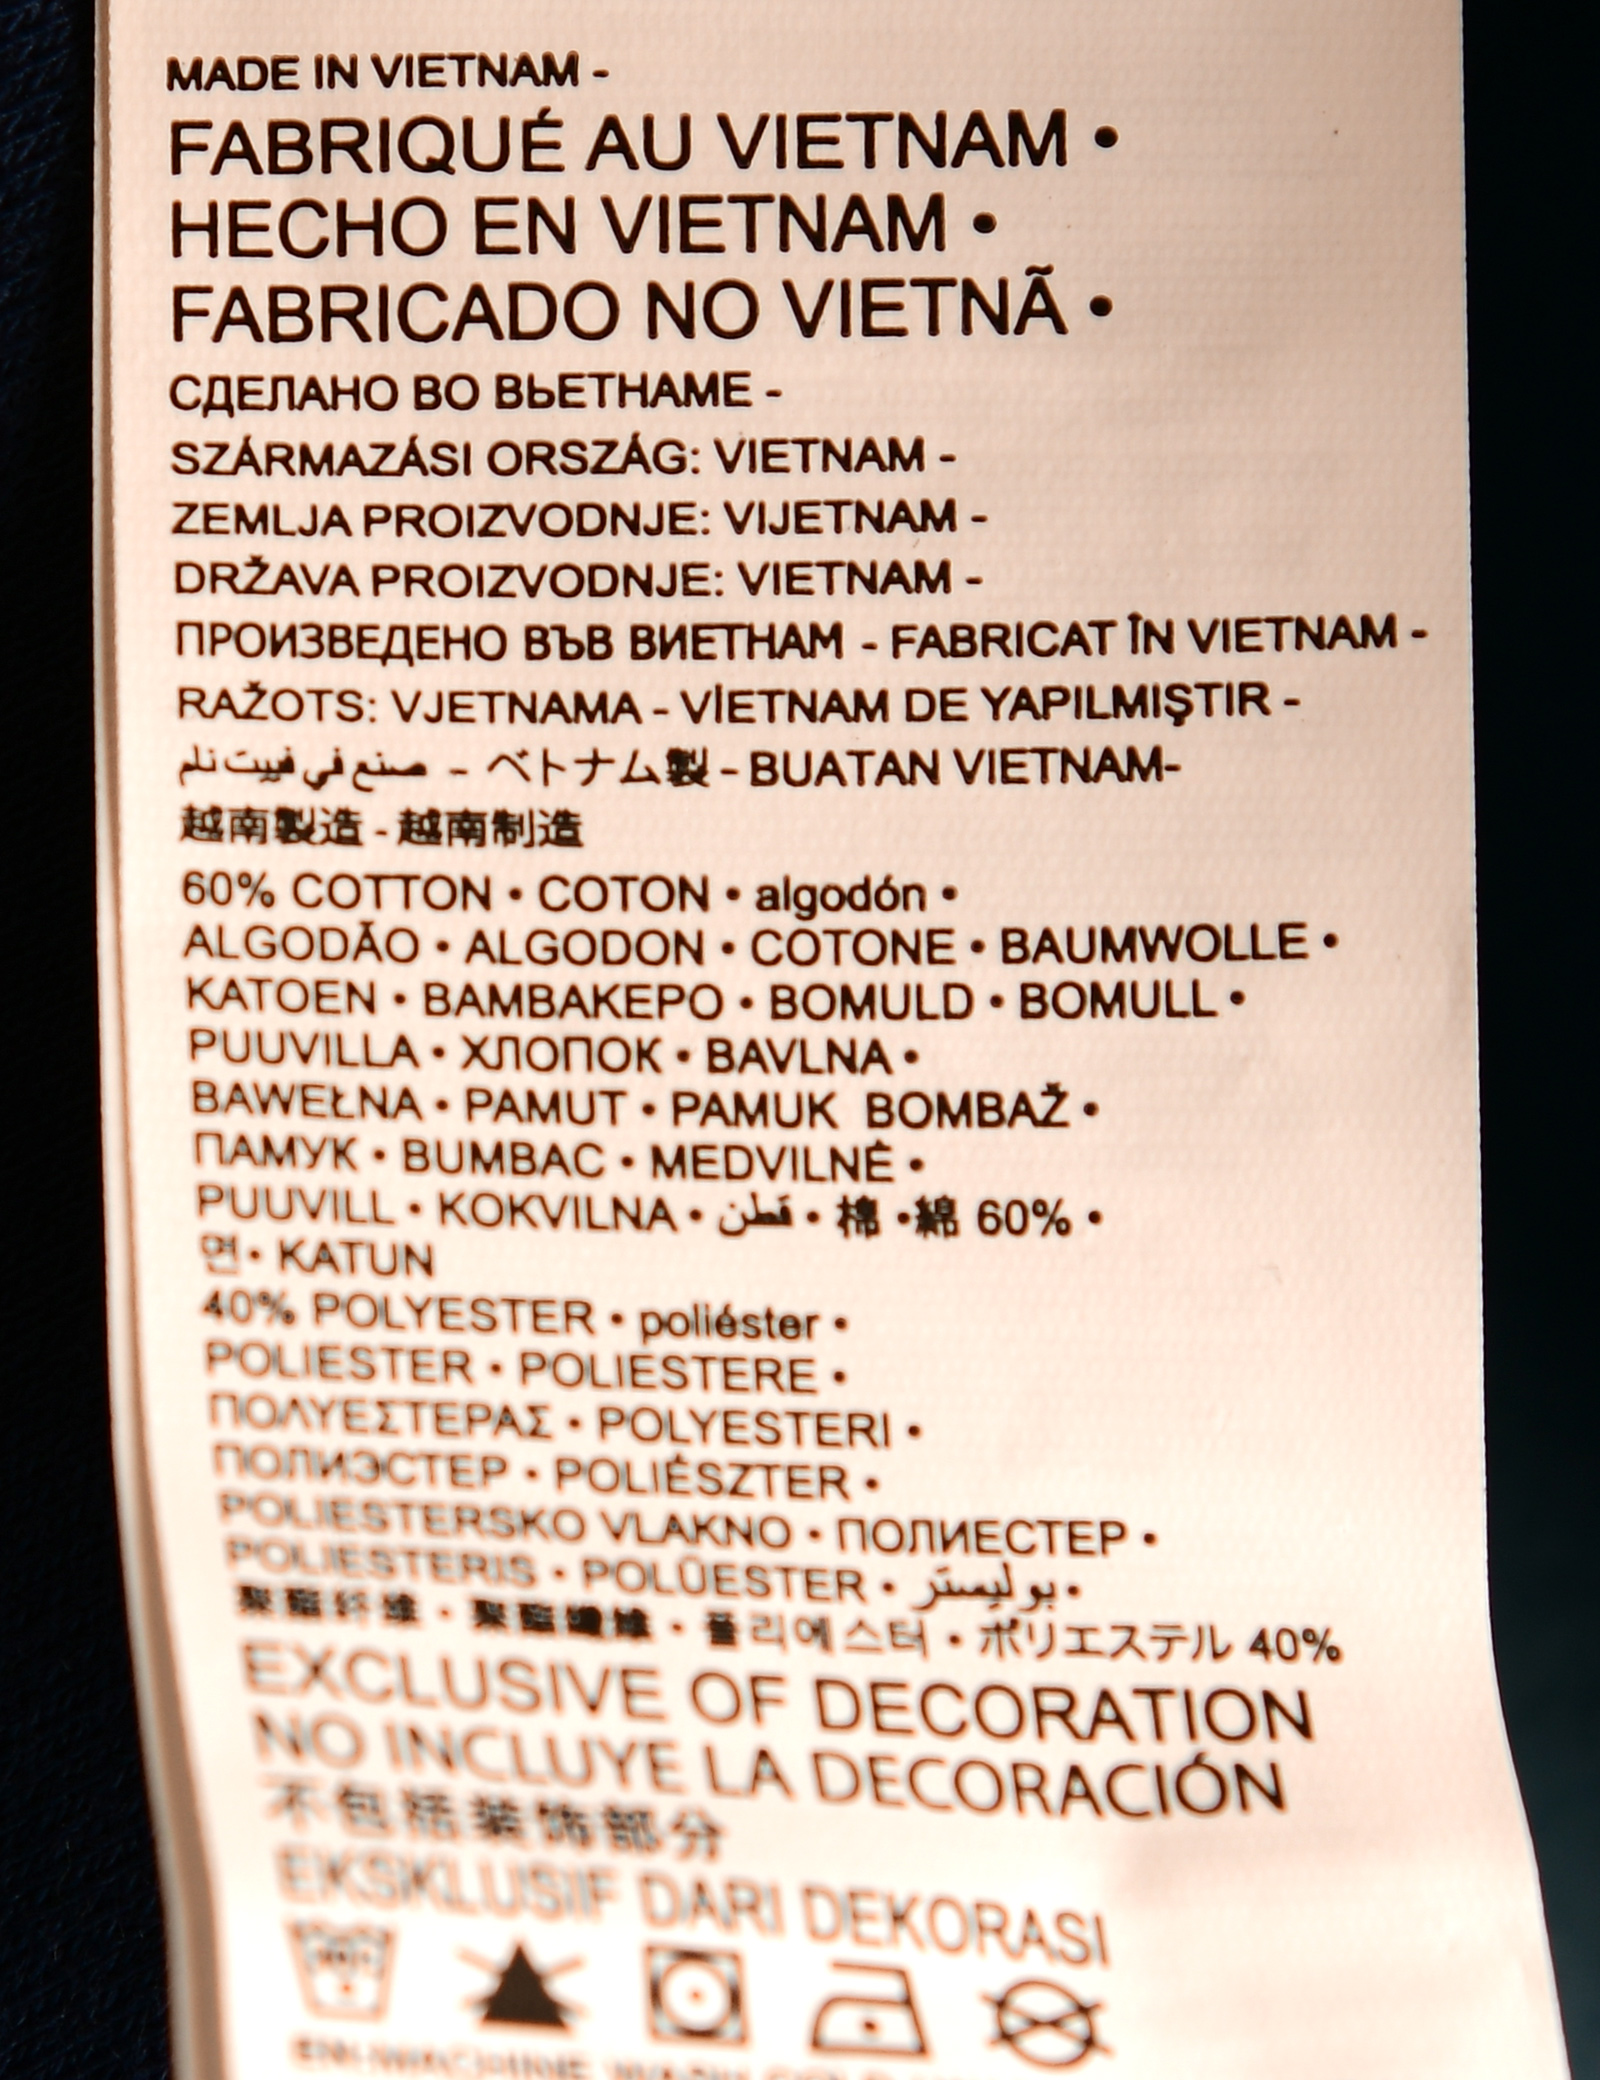 MADE IN VIETNAM -
FABRIQUÉ AU VIETNAM •
HECHO EN VIETNAM •
FABRICADO NO VIETNÃ •
СДЕЛАНО ВО ВЬЕТНАМЕ -
SZÁRMAZÁSI ORSZÁG: VIETNAM -
ZEMLJA PROIZVODNJE: VIJETNAM -
DRŽAVA PROIZVODNJE: VIETNAM -
ПРОИЗВЕДЕНО ВЪВ ВИЕТНАМ - FABRICAT ÎN VIETNAM -
RAŽOTS: VJETNAMA - VİETNAM DE YAPILMIŞTIR -
صنع في فييت نلم - ベトナム製 - BUATAN VIETNAM-
越南製造 - 越南制造
60% COTTON • COTON • algodón •
ALGODÃO • ALGODON • COTONE • BAUMWOLLE •
KATOEN • ΒΑΜΒΑΚΕΡΟ • BOMULD • BOMULL •
PUUVILLA • ХЛОПОК • BAVLNA •
BAWEŁNA • PAMUT • PAMUK BOMBAŽ •
ПАМУК • BUMBAC • MEDVILNĖ •
PUUVILL • KOKVILNA • قطن • 棉 • 綿 60% •
면 • KATUN
40% POLYESTER • poliéster •
POLIESTER • POLIESTERE •
ΠΟΛΥΕΣΤΕΡΑΣ • POLYESTERI •
ПОЛИЭСТЕР • POLIÉSZTER •
POLIESTERSKO VLAKNO • ПОЛИЕСТЕР •
POLIESTERIS • POLÜESTER • بوليستر •
聚酯纤维 • 聚酯纖維 • 폴리에스터 • ポリエステル 40%
EXCLUSIVE OF DECORATION
NO INCLUYE LA DECORACIÓN
不包括装饰部分
EKSKLUSIF DARI DEKORASI